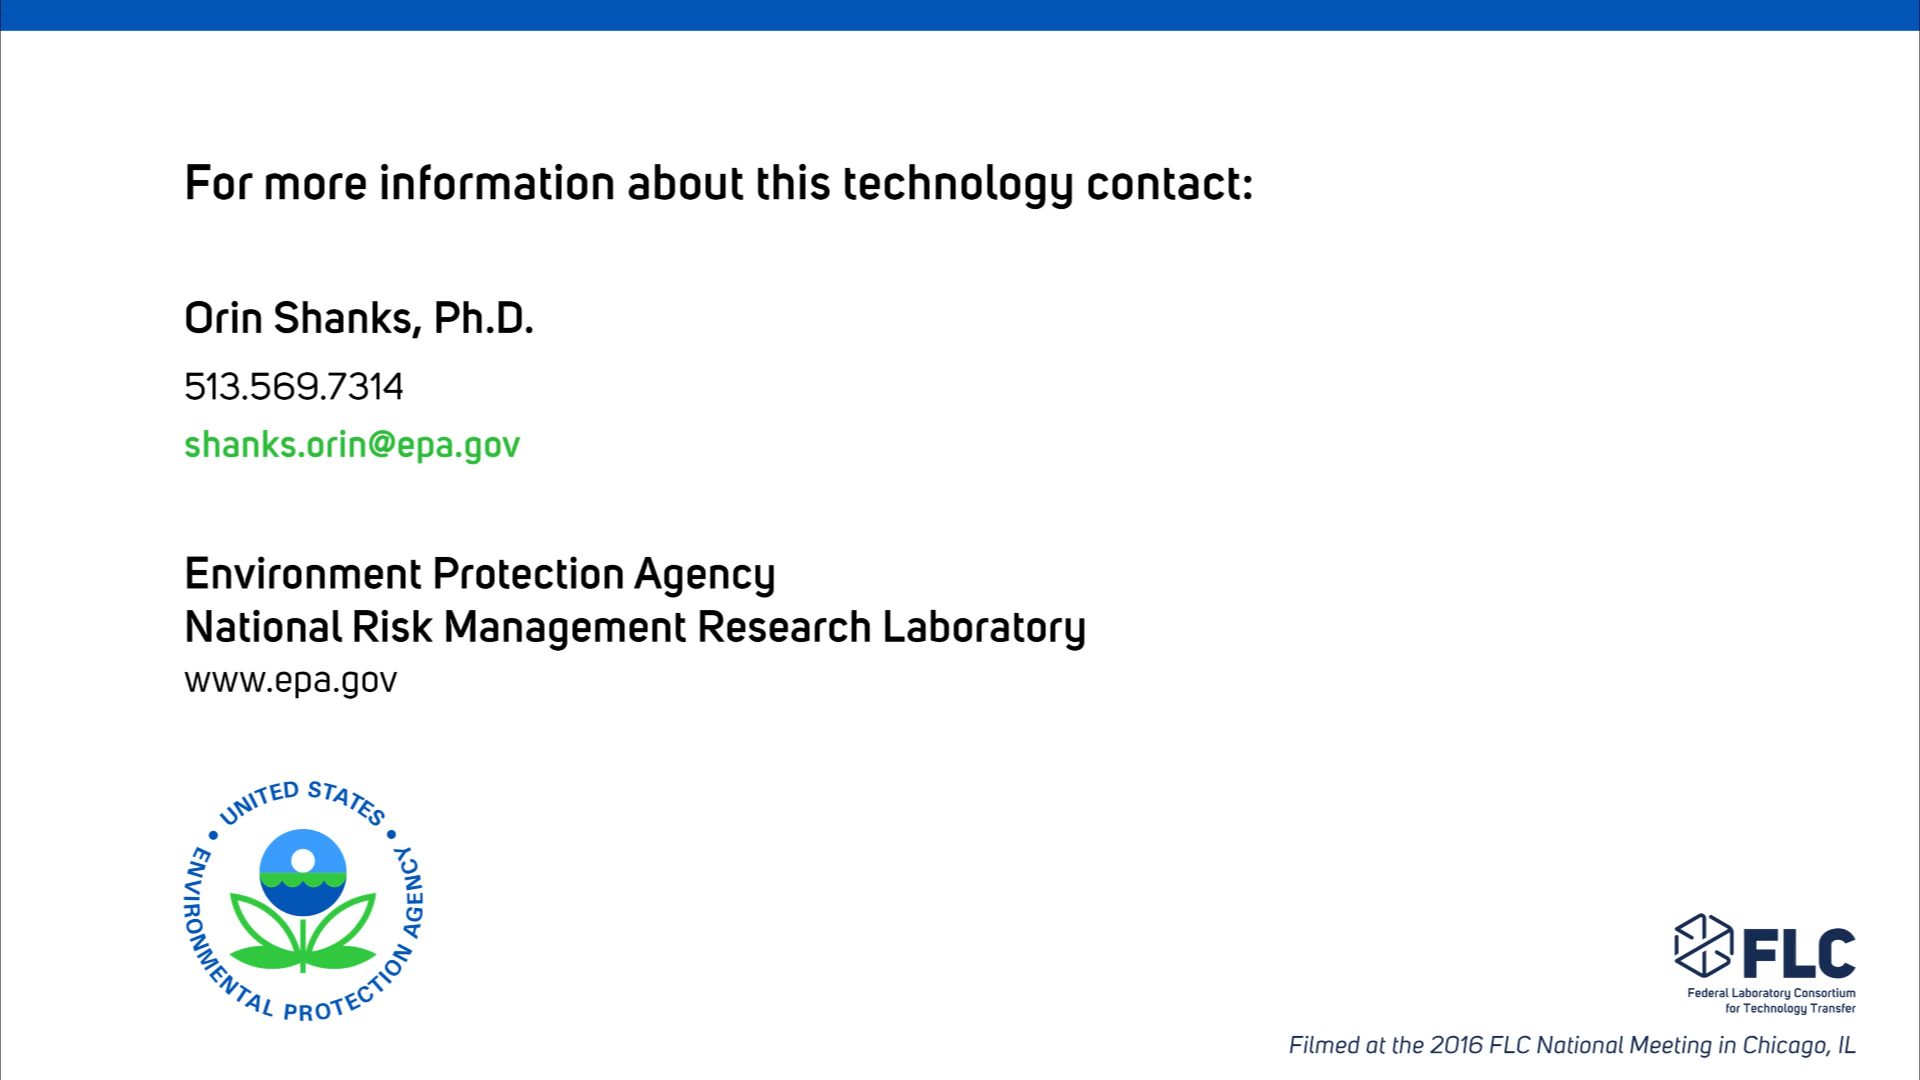 For more information about this technology contact:
Orin Shanks, Ph.D.
513.569.7314
shanks.orin@epa.gov
Environment Protection Agency
National Risk Management Research Laboratory
www.epa.gov
• UNITED STATES •
ENVIRONMENTAL PROTECTION AGENCY
FLC
Federal Laboratory Consortium
for Technology Transfer
Filmed at the 2016 FLC National Meeting in Chicago, IL